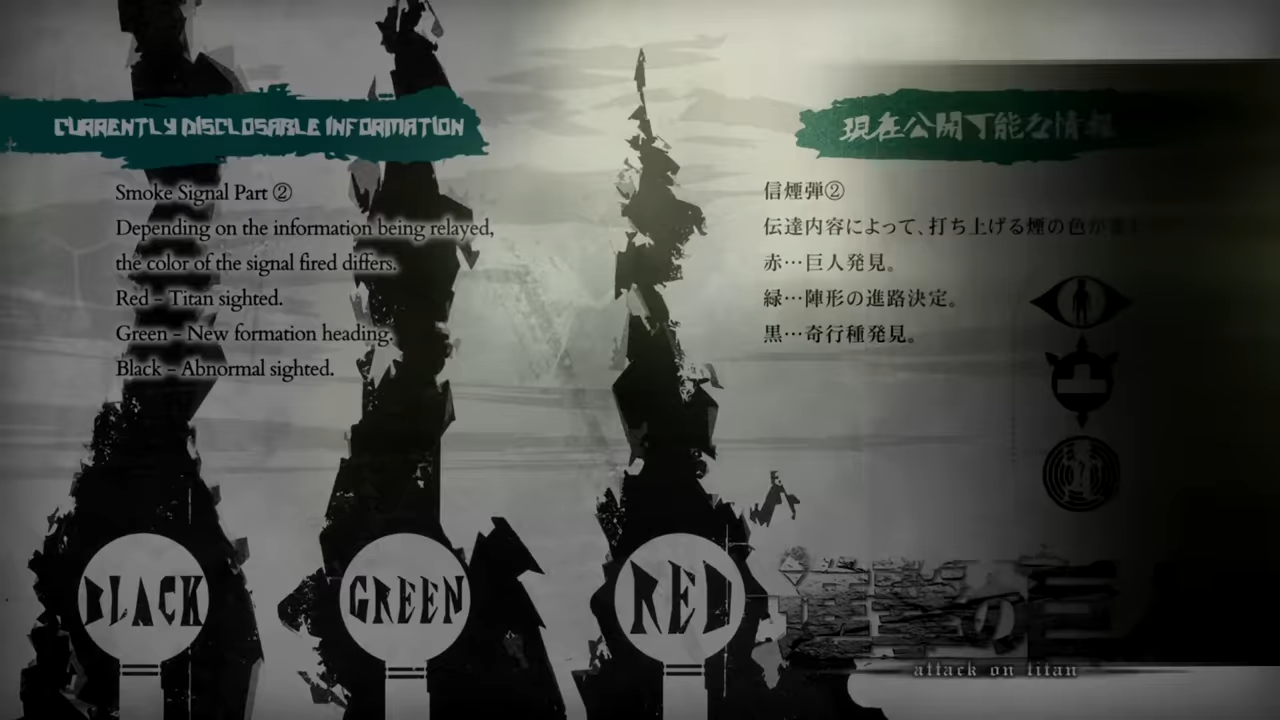 CURRENTLY DISCLOSABLE INFORMATION
Smoke Signal Part ②
Depending on the information being relayed,
the color of the signal fired differs.
Red - Titan sighted.
Green - New formation heading.
Black - Abnormal sighted.
現在公開可能な情報
信煙弾②
伝達内容によって、打ち上げる煙の色が
赤…巨人発見。
緑…陣形の進路決定。
黒…奇行種発見。
BLACK
GREEN
RED
の
attack on titan